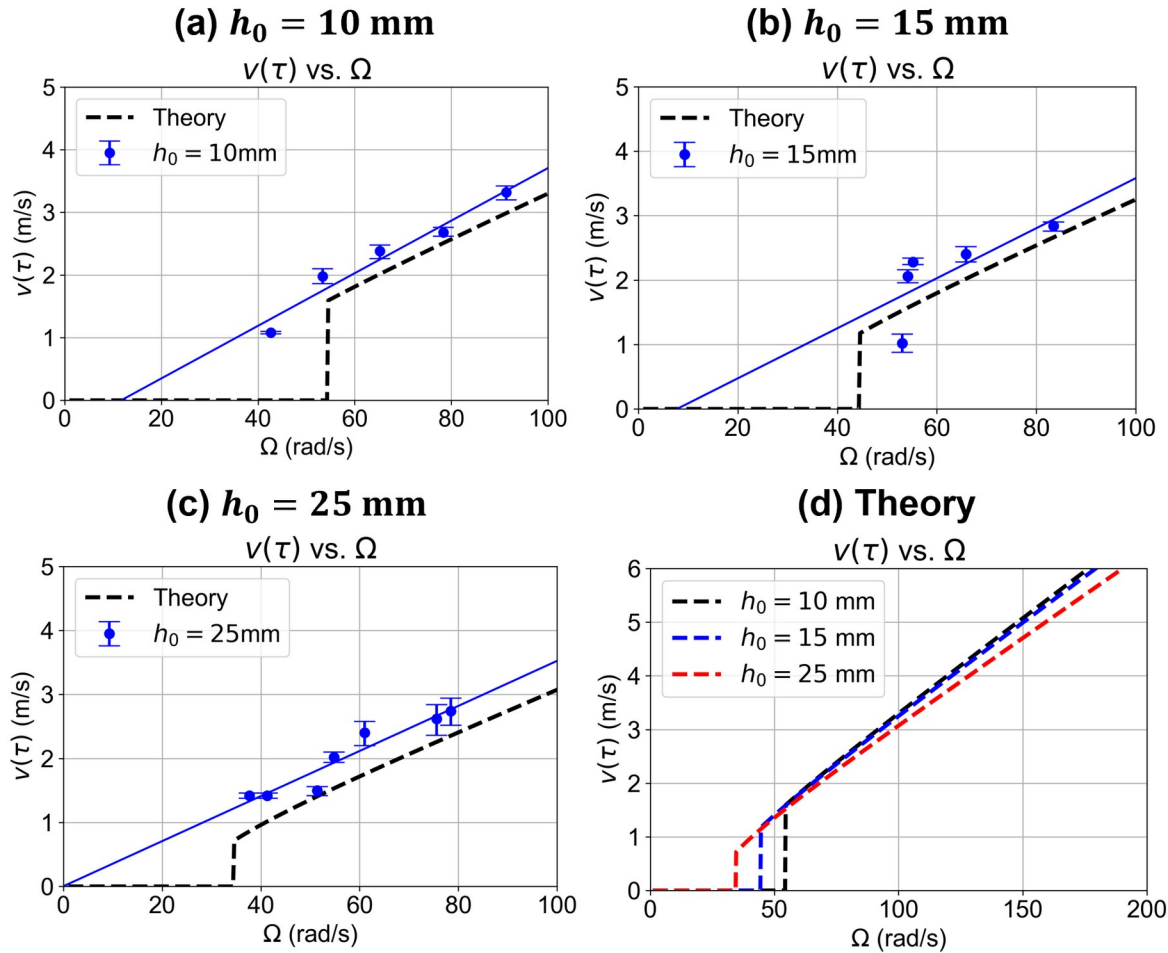 (a) h₀ = 10 mm
v(τ) vs. Ω
5
4
3
2
1
0
v(τ) (m/s)
Theory
h₀ = 10mm
0 20 40 60 80 100
Ω (rad/s)
(b) h₀ = 15 mm
v(τ) vs. Ω
5
4
3
2
1
0
v(τ) (m/s)
Theory
h₀ = 15mm
0 20 40 60 80 100
Ω (rad/s)
(c) h₀ = 25 mm
v(τ) vs. Ω
5
4
3
2
1
0
v(τ) (m/s)
Theory
h₀ = 25mm
0 20 40 60 80 100
Ω (rad/s)
(d) Theory
v(τ) vs. Ω
6
5
4
3
2
1
0
v(τ) (m/s)
h₀ = 10 mm
h₀ = 15 mm
h₀ = 25 mm
0 50 100 150 200
Ω (rad/s)